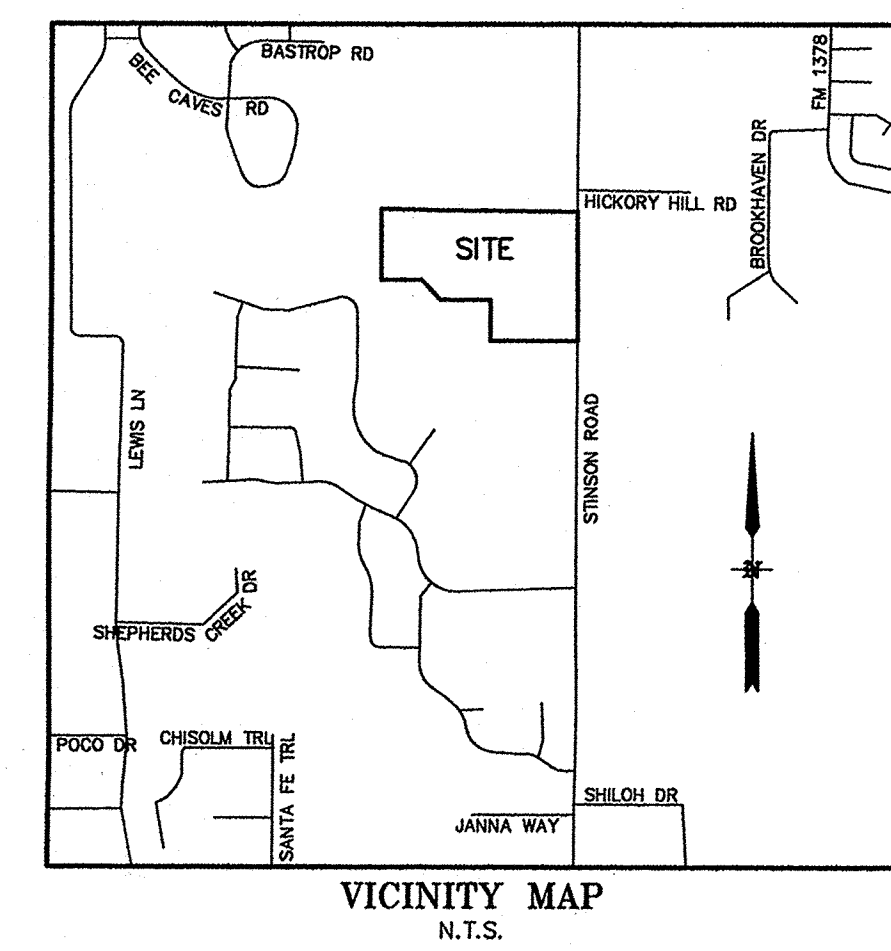 BASTROP RD
BEE CAVES RD
FM 1378
BROOKHAVEN DR
HICKORY HILL RD
SITE
LEWIS LN
STINSON ROAD
N
SHEPHERDS CREEK DR
POCO DR
CHISOLM TRL
SANTA FE TRL
SHILOH DR
JANNA WAY
VICINITY MAP
N.T.S.